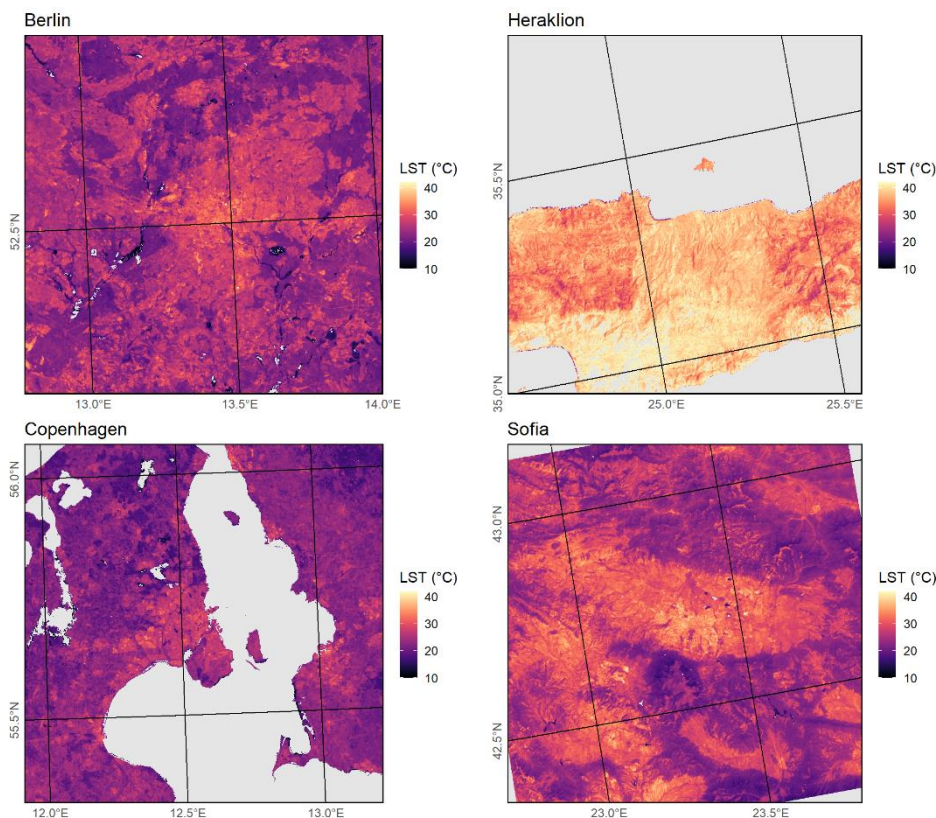 Berlin
52.5°N
13.0°E 13.5°E 14.0°E
LST (°C)
40
30
20
10
Heraklion
35.5°N
35.0°N
25.0°E 25.5°E
LST (°C)
40
30
20
10
Copenhagen
56.0°N
55.5°N
12.0°E 12.5°E 13.0°E
LST (°C)
40
30
20
10
Sofia
43.0°N
42.5°N
23.0°E 23.5°E
LST (°C)
40
30
20
10